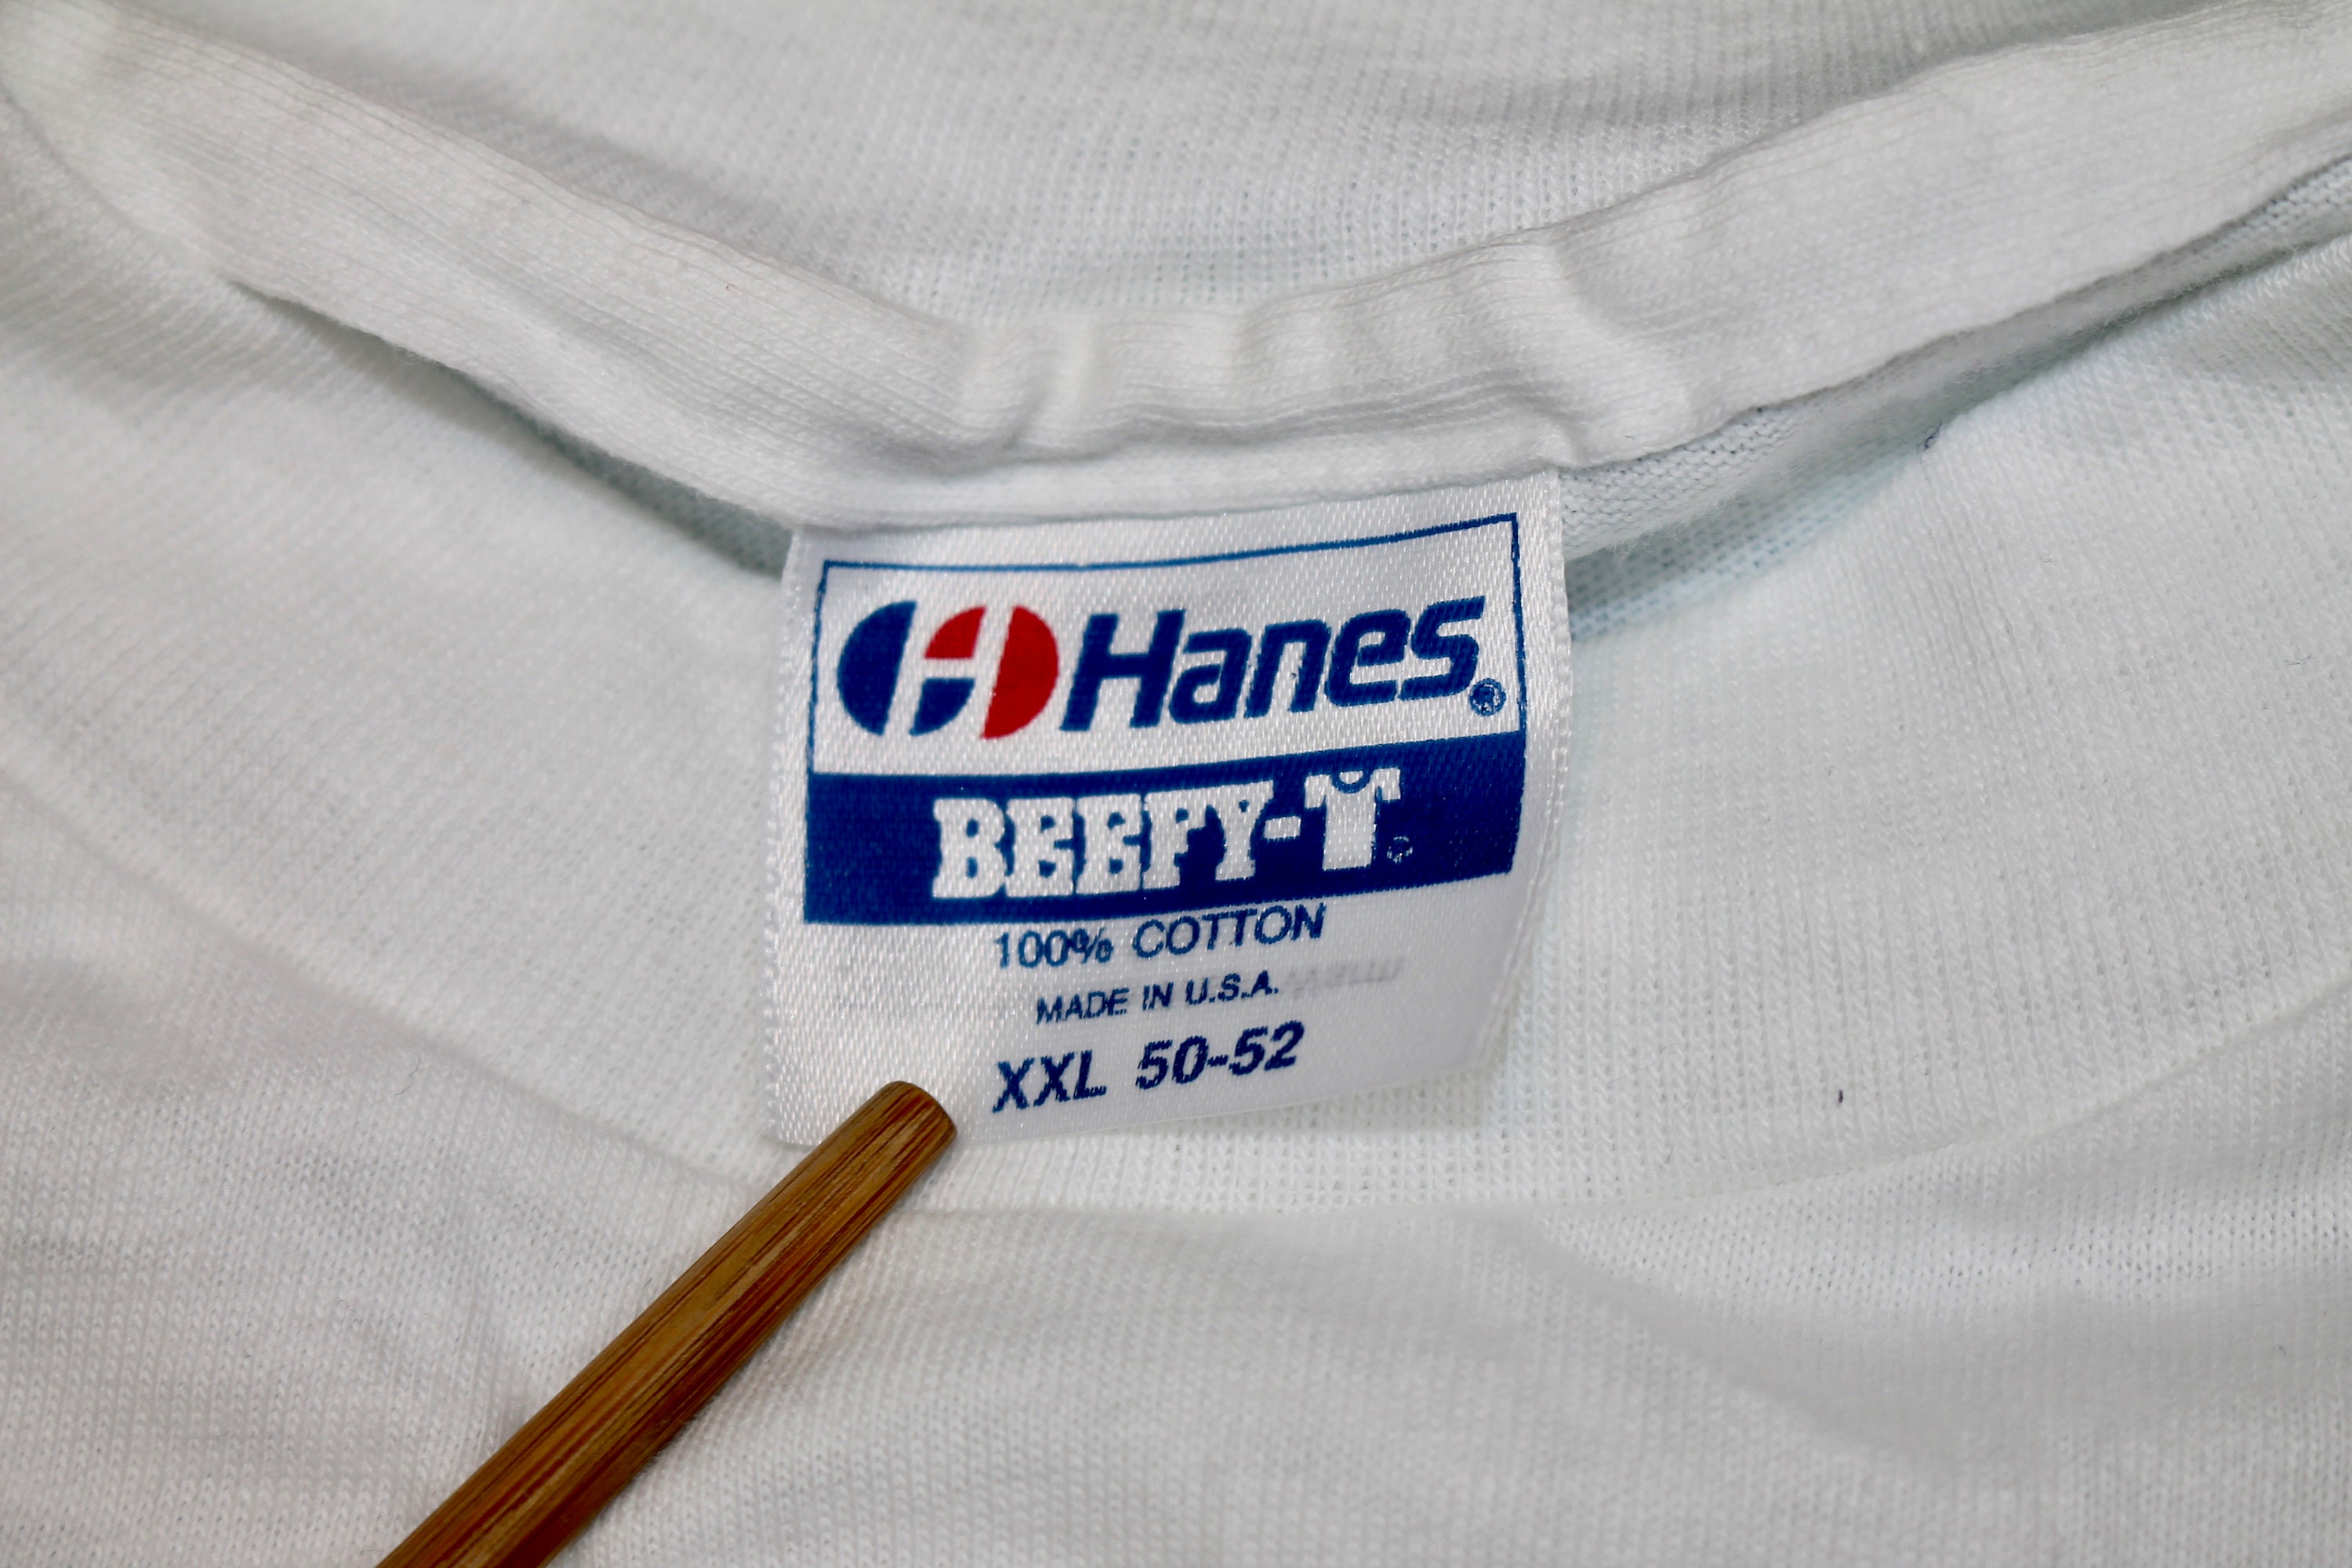 Hanes®
BEEFY-T®
100% COTTON
MADE IN U.S.A.
XXL 50-52